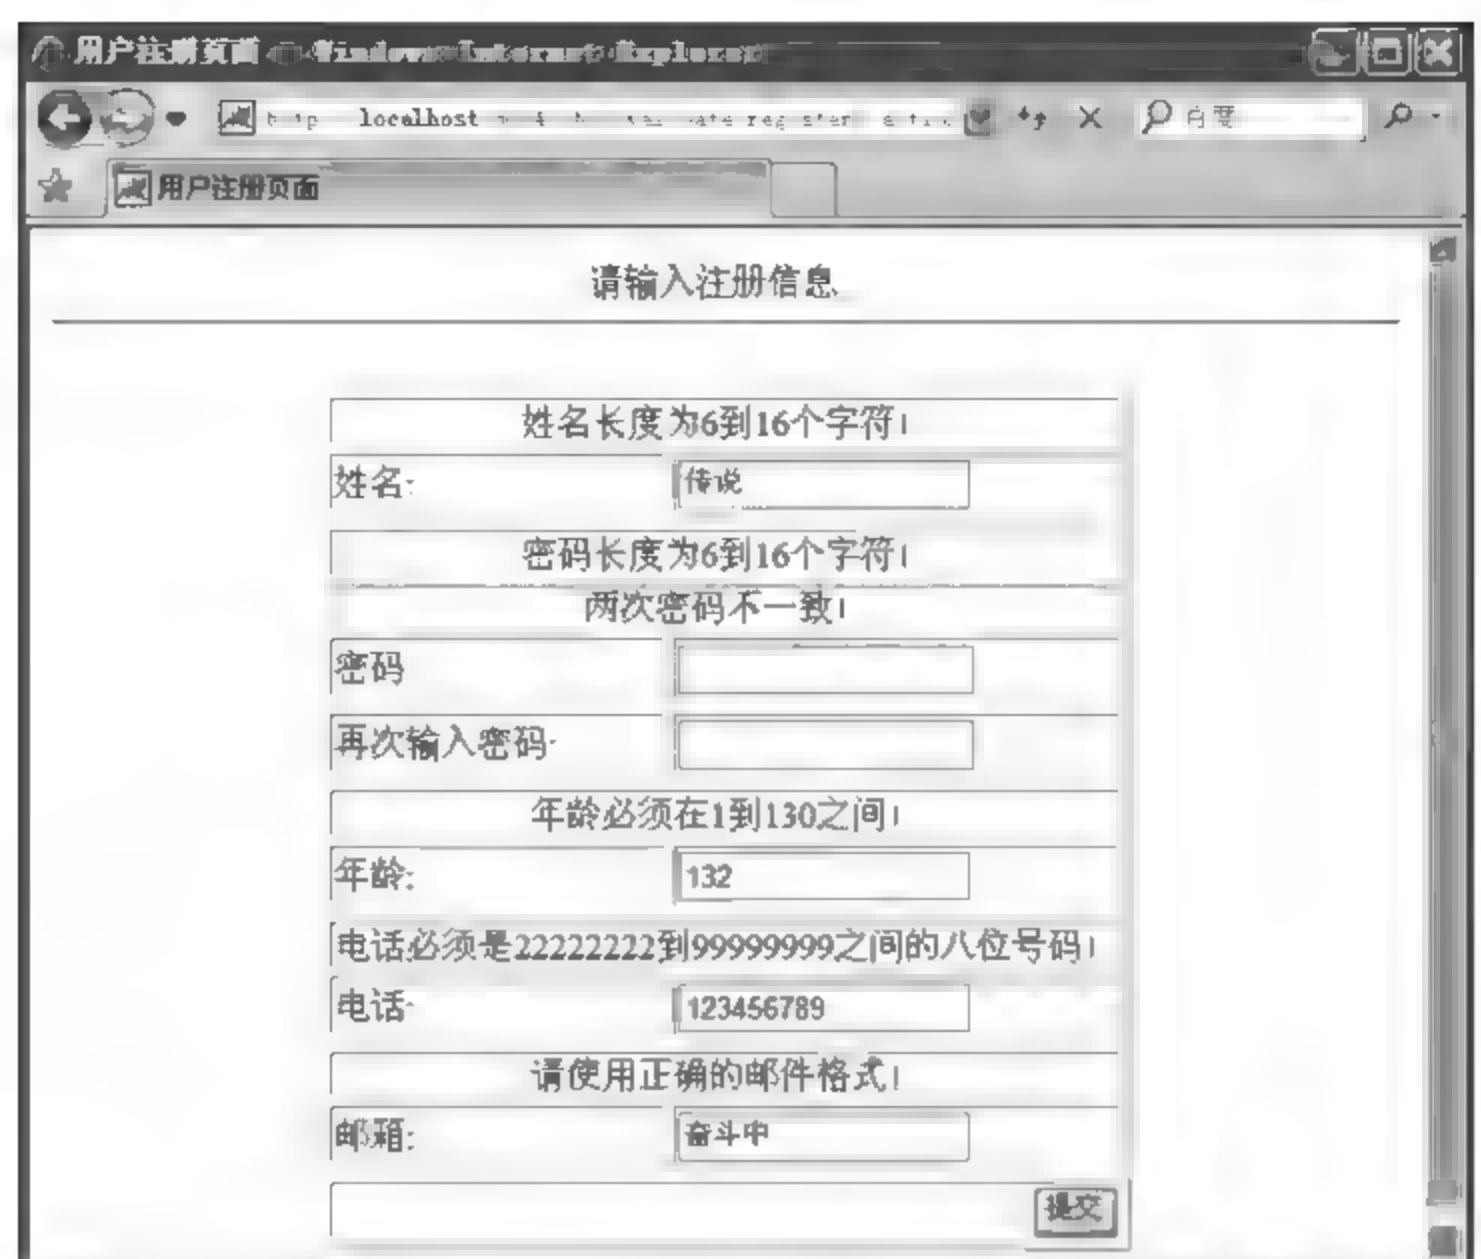 用户注册页面 - Windows Internet Explorer
localhost
百度
用户注册页面
请输入注册信息
姓名长度为6到16个字符!
姓名: 传说
密码长度为6到16个字符!
两次密码不一致!
密码
再次输入密码:
年龄必须在1到130之间!
年龄: 132
电话必须是22222222到99999999之间的八位号码!
电话: 123456789
请使用正确的邮件格式!
邮箱: 奋斗中
提交